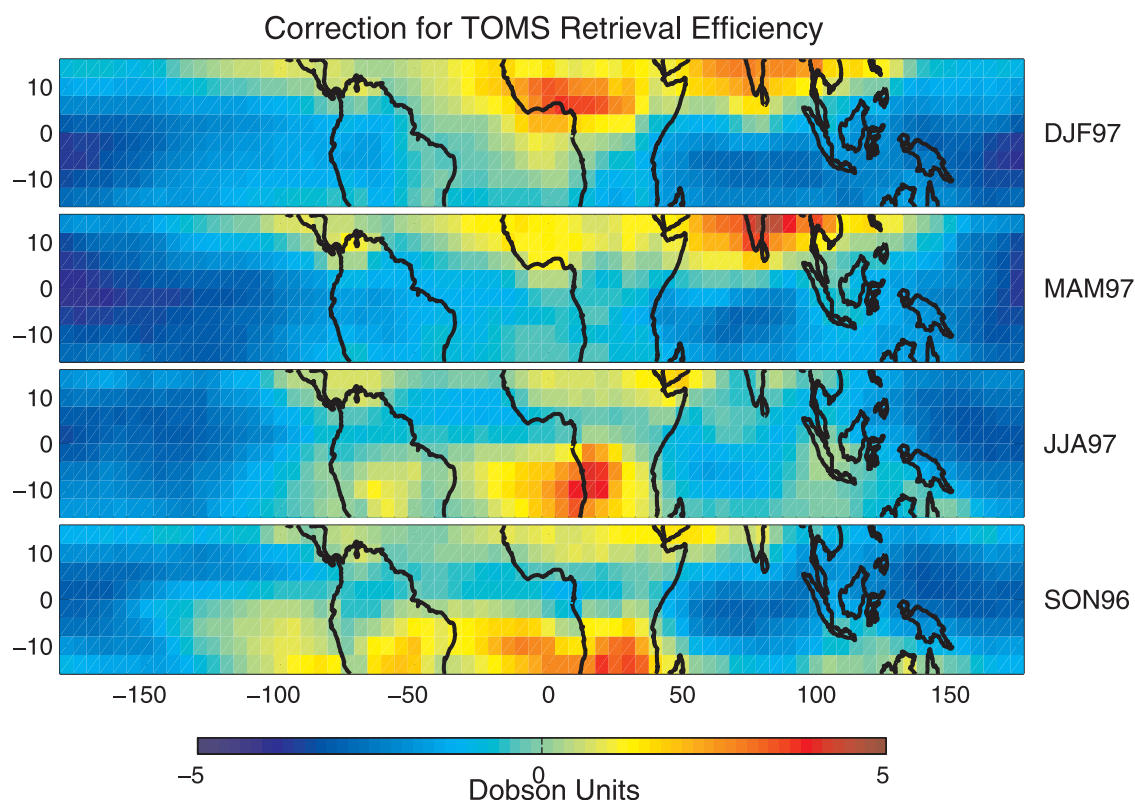 Correction for TOMS Retrieval Efficiency
10
0
−10
DJF97
10
0
−10
MAM97
10
0
−10
JJA97
10
0
−10
SON96
−150 −100 −50 0 50 100 150
−5 0 5
Dobson Units